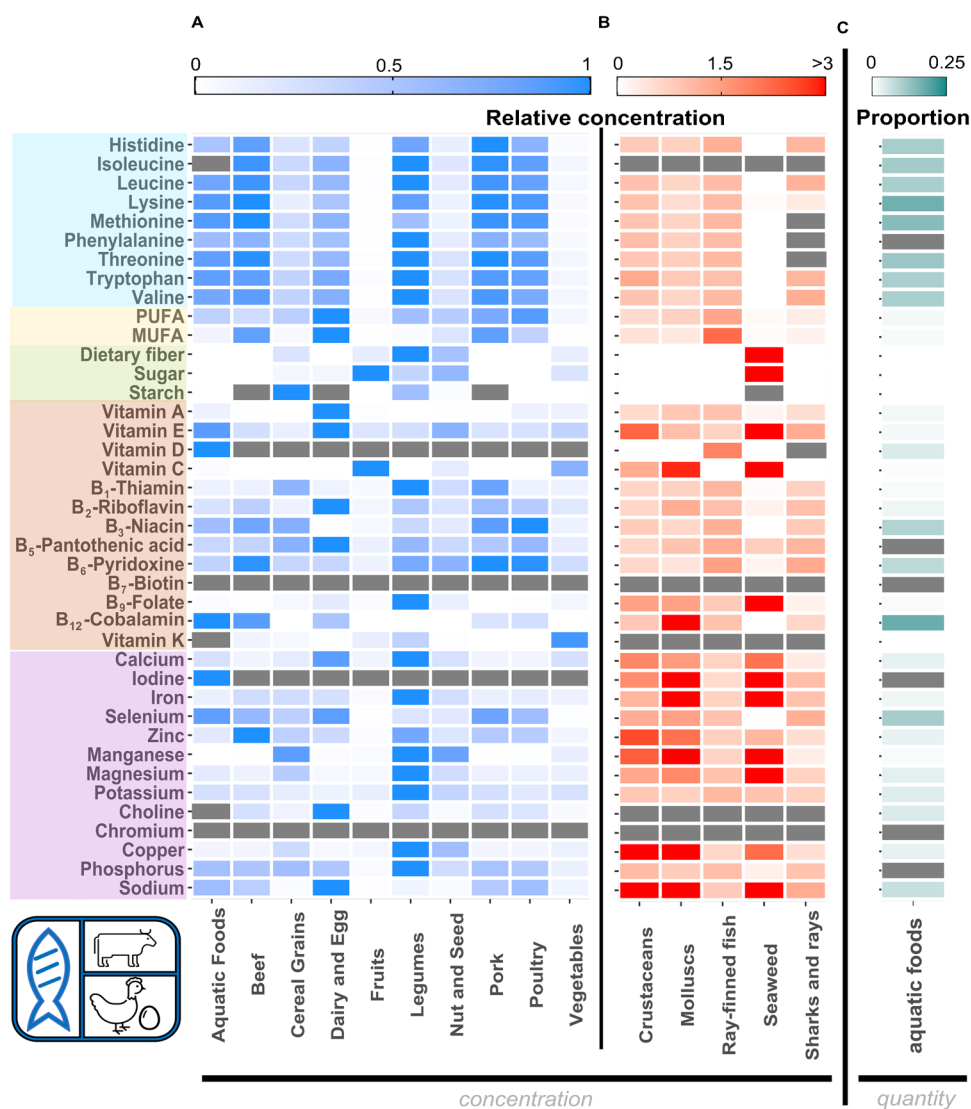 A
B
C
0 0.5 1
0 1.5 >3
0 0.25
Relative concentration
Proportion
Histidine
Isoleucine
Leucine
Lysine
Methionine
Phenylalanine
Threonine
Tryptophan
Valine
PUFA
MUFA
Dietary fiber
Sugar
Starch
Vitamin A
Vitamin E
Vitamin D
Vitamin C
B₁-Thiamin
B₂-Riboflavin
B₃-Niacin
B₅-Pantothenic acid
B₆-Pyridoxine
B₇-Biotin
B₉-Folate
B₁₂-Cobalamin
Vitamin K
Calcium
Iodine
Iron
Selenium
Zinc
Manganese
Magnesium
Potassium
Choline
Chromium
Copper
Phosphorus
Sodium
Aquatic Foods
Beef
Cereal Grains
Dairy and Egg
Fruits
Legumes
Nut and Seed
Pork
Poultry
Vegetables
Crustaceans
Molluscs
Ray-finned fish
Seaweed
Sharks and rays
aquatic foods
concentration
quantity